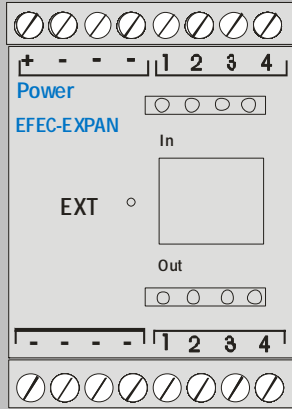 + - - - 1 2 3 4
Power
EFEC-EXPAN
In
EXT
Out
- - - - 1 2 3 4